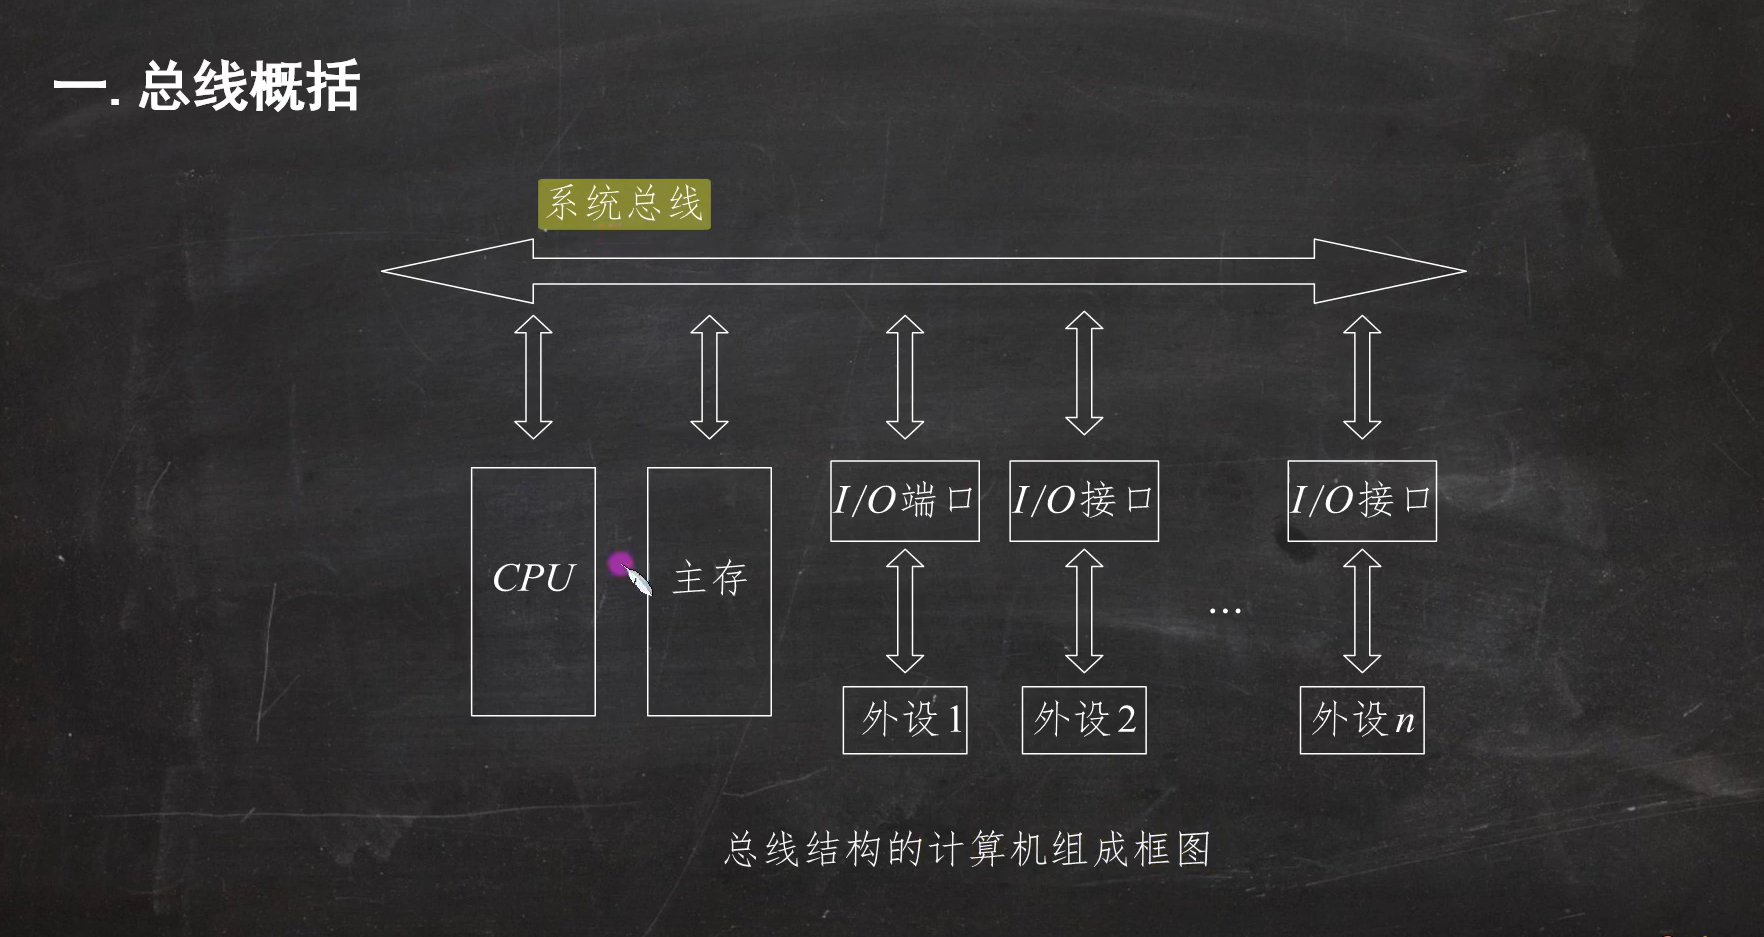 一. 总线概括
系统总线
I/O端口 I/O接口 I/O接口
CPU 主存
...
外设1 外设2 外设n
总线结构的计算机组成框图